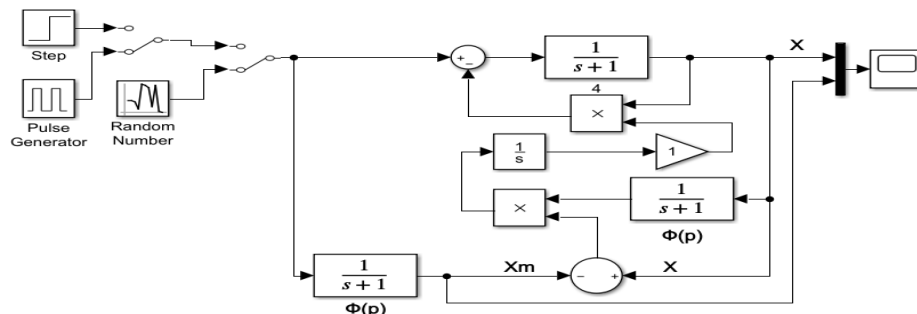 Step
Pulse
Generator
Random
Number
+
−
1
s + 1
X
4
×
1
s
1
×
1
s + 1
Φ(p)
1
s + 1
Φ(p)
Xm
−
+
X